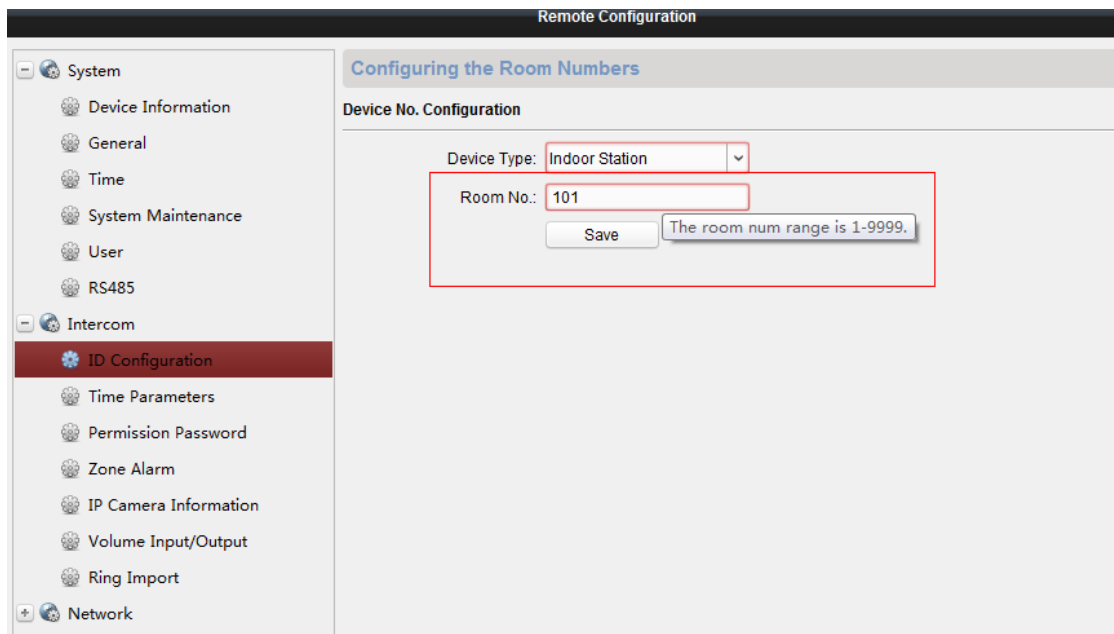 Remote Configuration
System
Device Information
General
Time
System Maintenance
User
RS485
Intercom
ID Configuration
Time Parameters
Permission Password
Zone Alarm
IP Camera Information
Volume Input/Output
Ring Import
Network
Configuring the Room Numbers
Device No. Configuration
Device Type: Indoor Station
Room No.: 101
Save
The room num range is 1-9999.